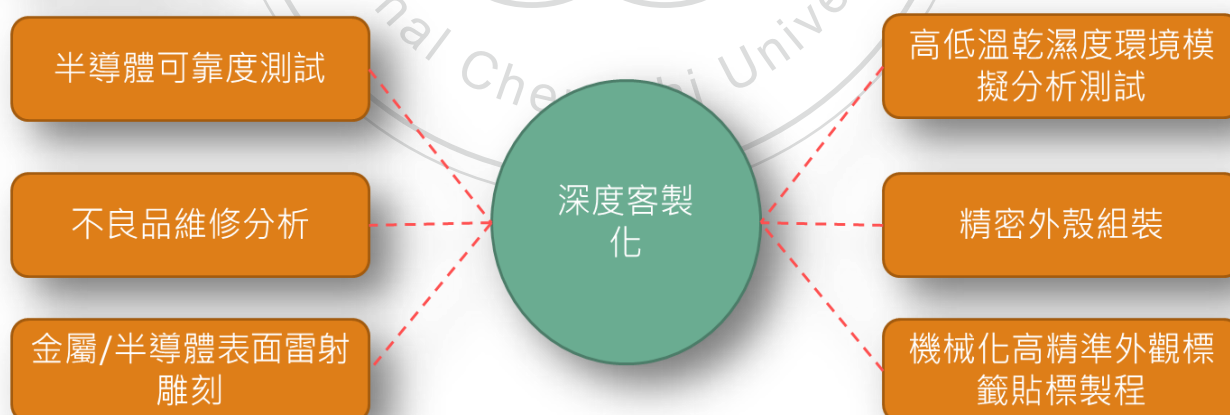 半導體可靠度測試
不良品維修分析
金屬/半導體表面雷射
雕刻
深度客製
化
高低溫乾濕度環境模
擬分析測試
精密外殼組裝
機械化高精準外觀標
籤貼標製程